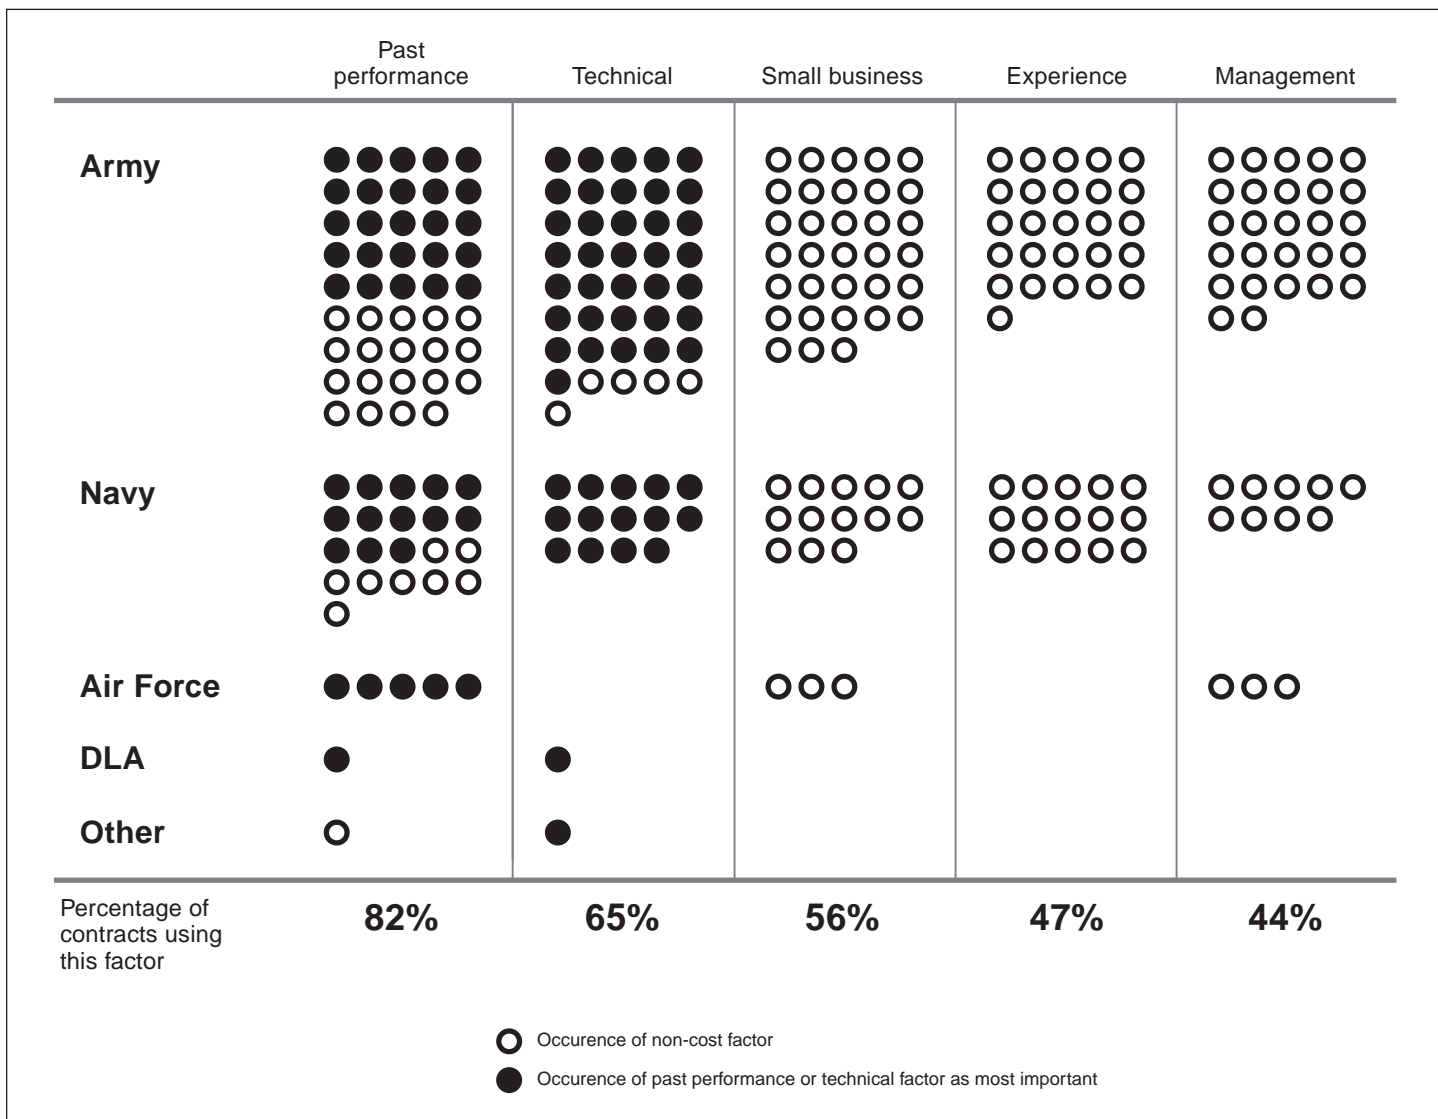 Past
performance
Technical
Small business
Experience
Management
Army
Navy
Air Force
DLA
Other
Percentage of
contracts using
this factor
82%
65%
56%
47%
44%
Occurence of non-cost factor
Occurence of past performance or technical factor as most important